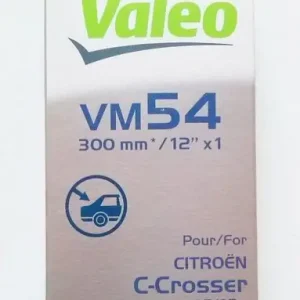 Valeo
VM54
300 mm*/12" x1
Pour/For
CITROËN
C-Crosser